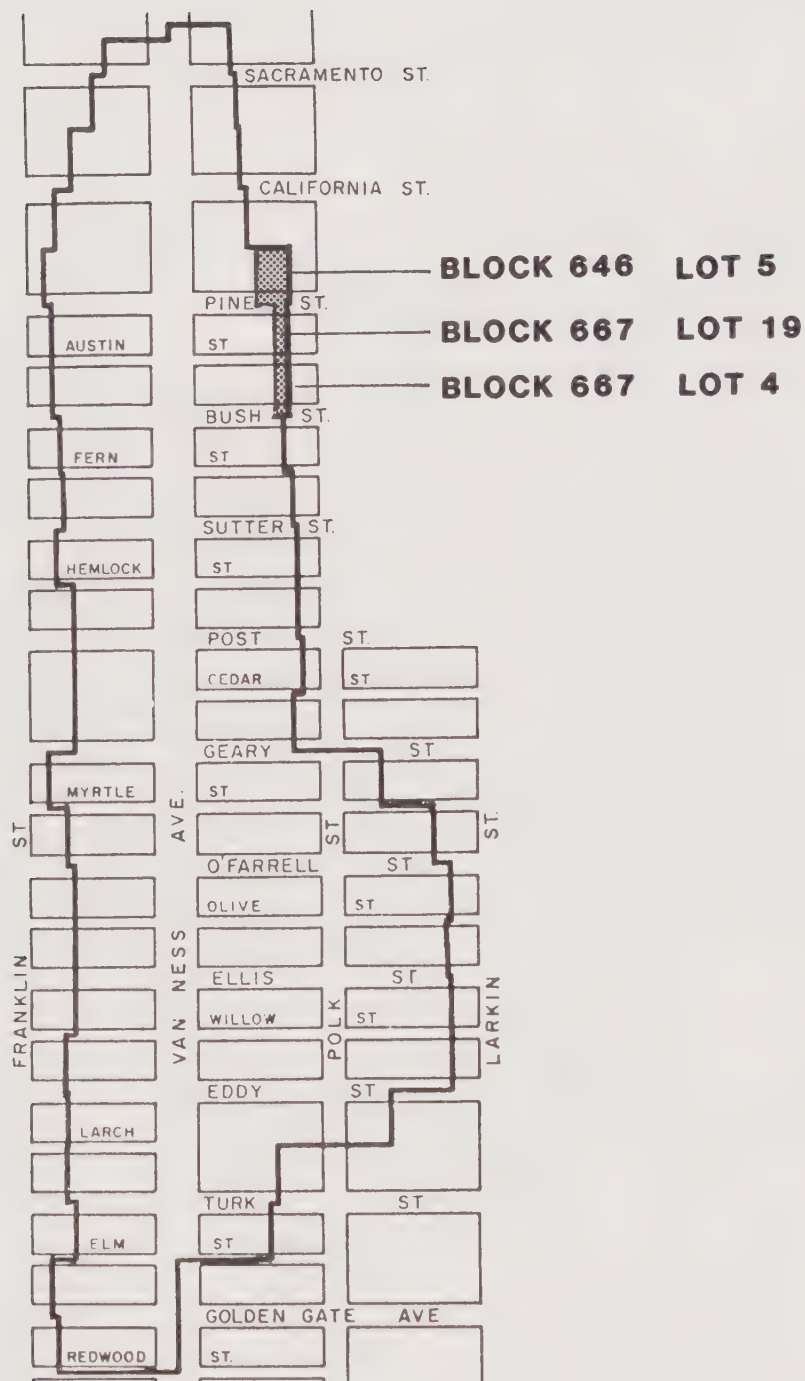 SACRAMENTO ST.
CALIFORNIA ST.
BLOCK 646 LOT 5
PINE ST.
BLOCK 667 LOT 19
AUSTIN ST
BLOCK 667 LOT 4
BUSH ST.
FERN ST
SUTTER ST.
HEMLOCK ST
POST ST.
CEDAR ST
GEARY ST
MYRTLE ST
O'FARRELL ST
OLIVE ST
ELLIS ST
WILLOW ST
EDDY ST
LARCH
TURK ST
ELM ST
GOLDEN GATE AVE
REDWOOD ST.
FRANKLIN ST
VAN NESS AVE.
POLK ST
LARKIN ST.